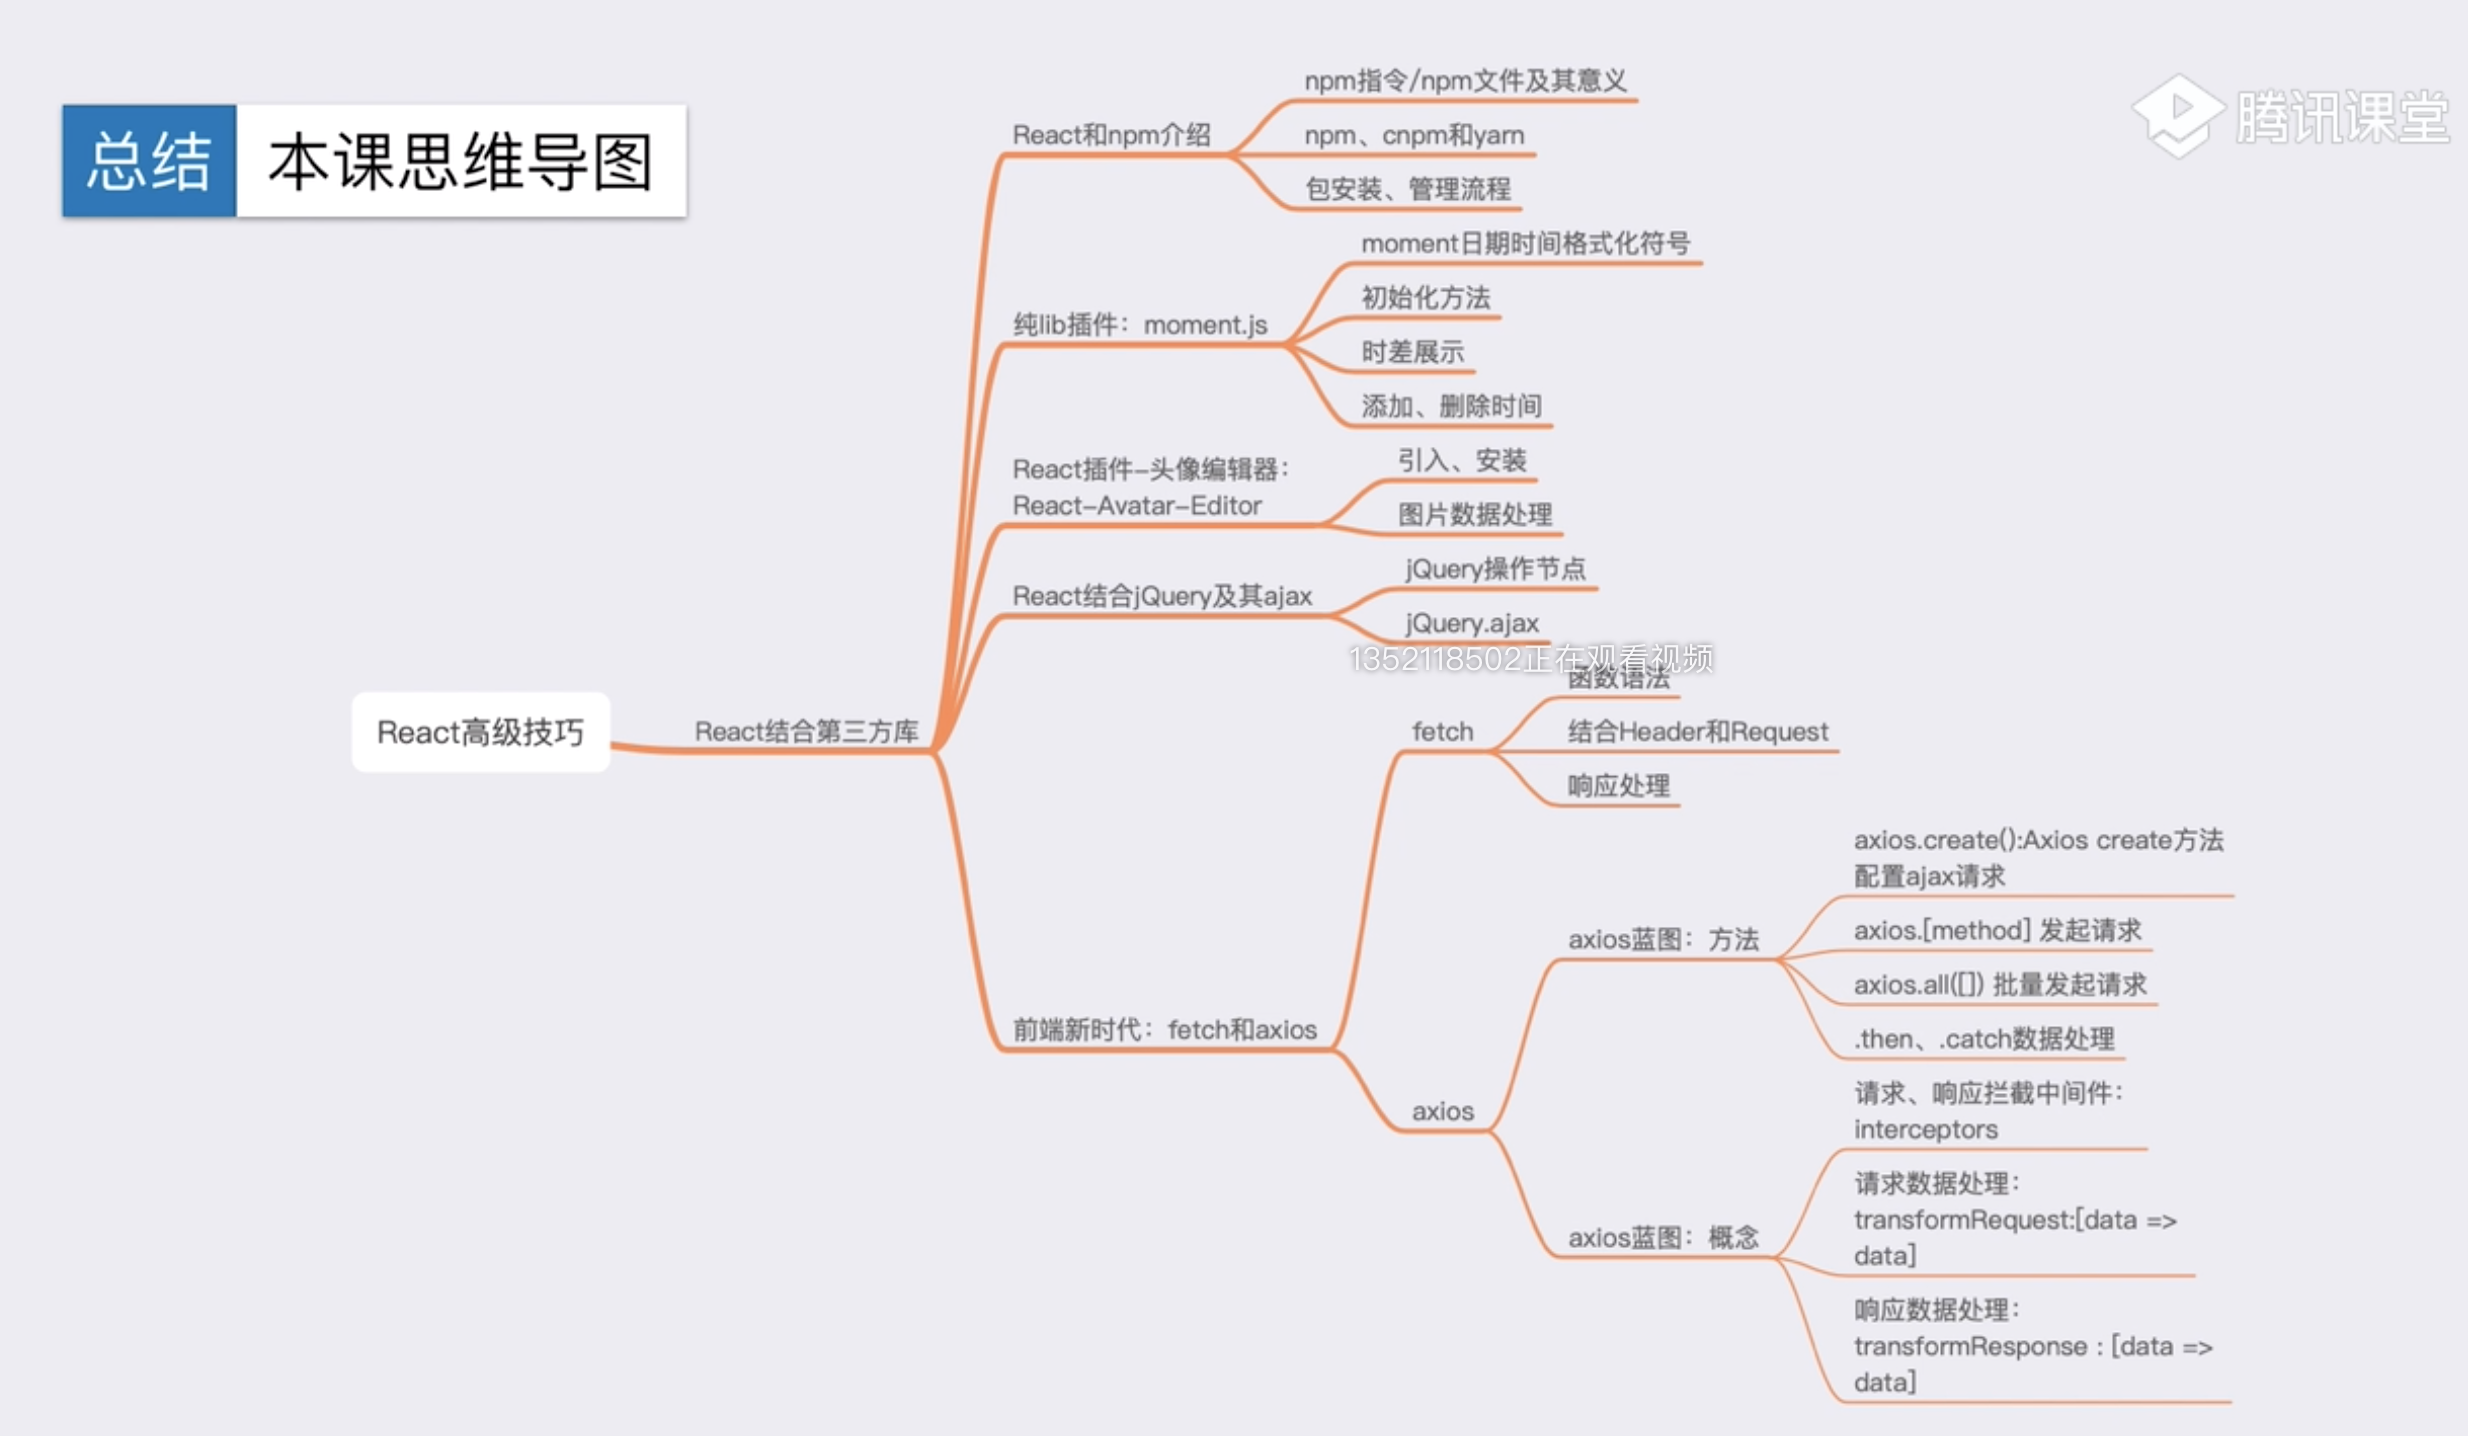 总结 本课思维导图
腾讯课堂
React高级技巧
React结合第三方库
React和npm介绍
npm指令/npm文件及其意义
npm、cnpm和yarn
包安装、管理流程
纯lib插件：moment.js
moment日期时间格式化符号
初始化方法
时差展示
添加、删除时间
React插件-头像编辑器：
React-Avatar-Editor
引入、安装
图片数据处理
React结合jQuery及其ajax
jQuery操作节点
jQuery.ajax
1352118502正在观看视频
前端新时代：fetch和axios
fetch
函数语法
结合Header和Request
响应处理
axios
axios蓝图：方法
axios.create():Axios create方法
配置ajax请求
axios.[method] 发起请求
axios.all([]) 批量发起请求
.then、.catch数据处理
axios蓝图：概念
请求、响应拦截中间件：
interceptors
请求数据处理：
transformRequest:[data =>
data]
响应数据处理：
transformResponse : [data =>
data]